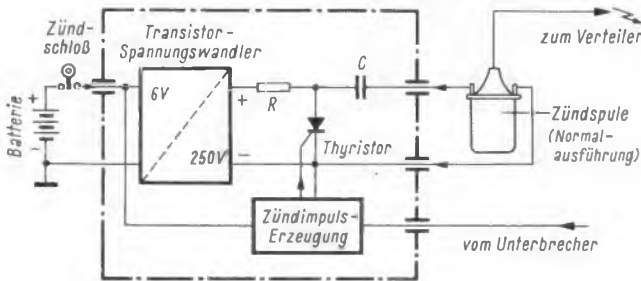 Zünd-
schloß
Transistor-
Spannungswandler
zum Verteiler
C
6V
+
R
Batterie
+
-
250V
-
Thyristor
Zündspule
(Normal-
ausführung)
Zündimpuls-
Erzeugung
vom Unterbrecher